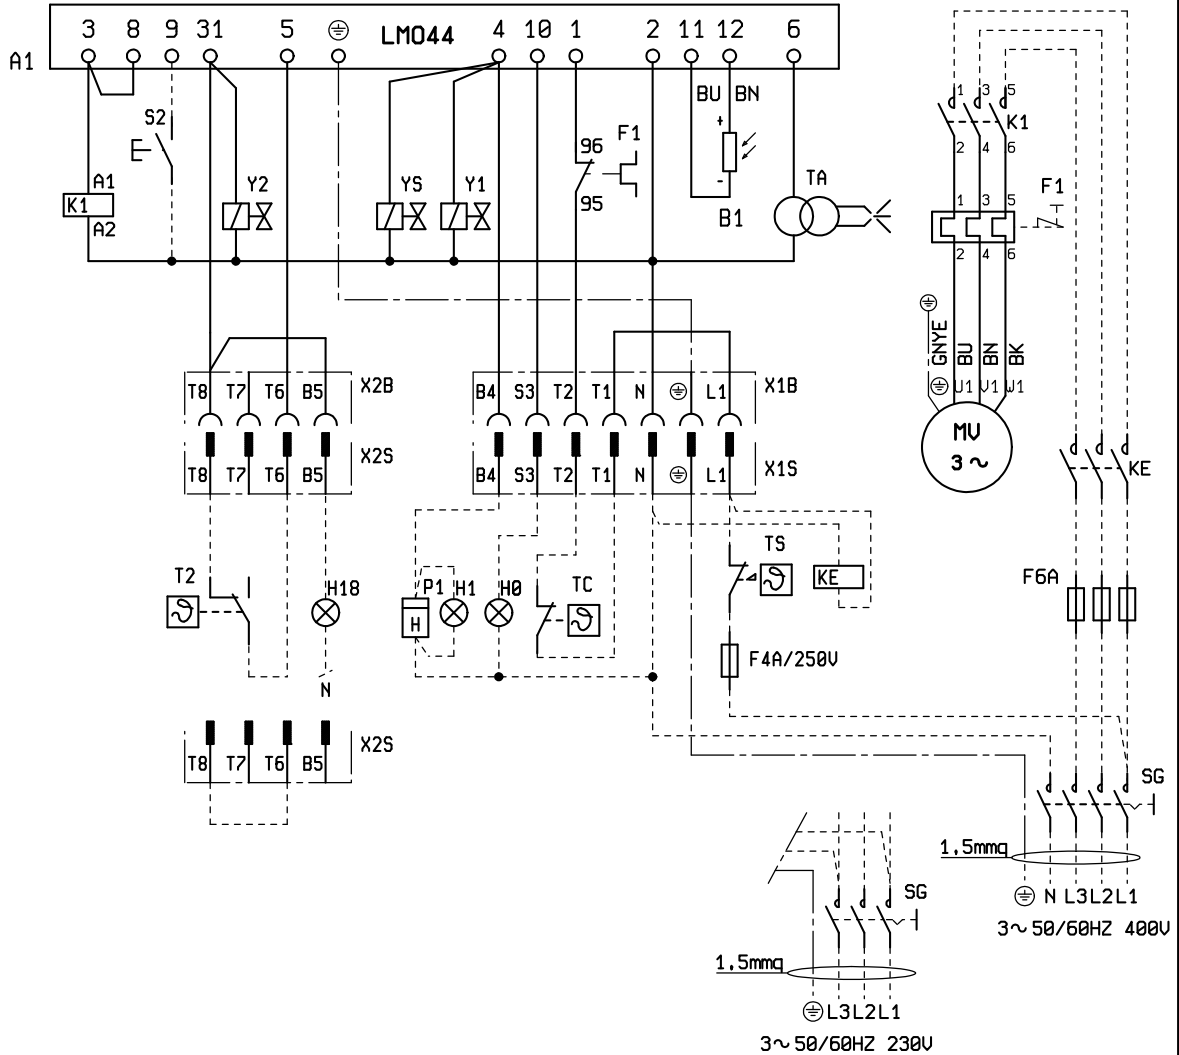 3 8 9 31 5 4 10 1 2 11 12 6
LMO44
A1
BU BN
S2
96
F1
+
K1
1 3 5
2 4 6
A1
K1
A2
Y2
YS
Y1
95
-
B1
TA
F1
1 3 5
2 4 6
GNYE
BU
BN
BK
U1 V1 W1
MV
3~
T8 T7 T6 B5 X2B
B4 S3 T2 T1 N L1 X1B
X2S
T8 T7 T6 B5
B4 S3 T2 T1 N L1 X1S
KE
TS
KE
T2
H18
P1
H1
H0
TC
H
F6A
F4A/250V
N
X2S
T8 T7 T6 B5
SG
1,5mmq
N L3 L2 L1
3~50/60HZ 400V
SG
1,5mmq
L3 L2 L1
3~50/60HZ 230V